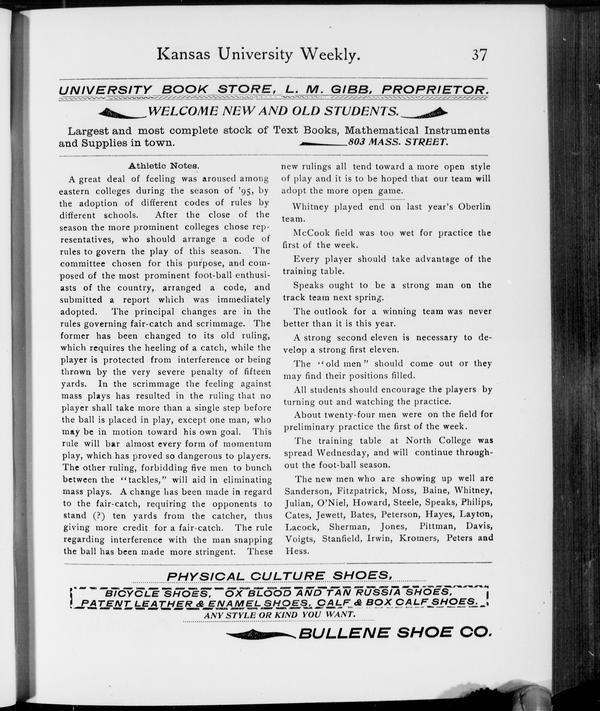 Kansas University Weekly. 37
UNIVERSITY BOOK STORE, L. M. GIBB, PROPRIETOR.
WELCOME NEW AND OLD STUDENTS.
Largest and most complete stock of Text Books, Mathematical Instruments
and Supplies in town. 803 MASS. STREET.
Athletic Notes.
A great deal of feeling was aroused among
eastern colleges during the season of '95, by
the adoption of different codes of rules by
different schools. After the close of the
season the more prominent colleges chose rep-
resentatives, who should arrange a code of
rules to govern the play of this season. The
committee chosen for this purpose, and com-
posed of the most prominent foot-ball enthusi-
asts of the country, arranged a code, and
submitted a report which was immediately
adopted. The principal changes are in the
rules governing fair-catch and scrimmage. The
former has been changed to its old ruling,
which requires the heeling of a catch, while the
player is protected from interference or being
thrown by the very severe penalty of fifteen
yards. In the scrimmage the feeling against
mass plays has resulted in the ruling that no
player shall take more than a single step before
the ball is placed in play, except one man, who
may be in motion toward his own goal. This
rule will bar almost every form of momentum
play, which has proved so dangerous to players.
The other ruling, forbidding five men to bunch
between the "tackles," will aid in eliminating
mass plays. A change has been made in regard
to the fair-catch, requiring the opponents to
stand (?) ten yards from the catcher, thus
giving more credit for a fair-catch. The rule
regarding interference with the man snapping
the ball has been made more stringent. These
new rulings all tend toward a more open style
of play and it is to be hoped that our team will
adopt the more open game.
Whitney played end on last year's Oberlin
team.
McCook field was too wet for practice the
first of the week.
Every player should take advantage of the
training table.
Speaks ought to be a strong man on the
track team next spring.
The outlook for a winning team was never
better than it is this year.
A strong second eleven is necessary to de-
velop a strong first eleven.
The "old men" should come out or they
may find their positions filled.
All students should encourage the players by
turning out and watching the practice.
About twenty-four men were on the field for
preliminary practice the first of the week.
The training table at North College was
spread Wednesday, and will continue through-
out the foot-ball season.
The new men who are showing up well are
Sanderson, Fitzpatrick, Moss, Baine, Whitney,
Julian, O'Niel, Howard, Steele, Speaks, Philips,
Cates, Jewett, Bates, Peterson, Hayes, Layton,
Lacock, Sherman, Jones, Pittman, Davis,
Voigts, Stanfield, Irwin, Kromers, Peters and
Hess.
PHYSICAL CULTURE SHOES,
BICYCLE SHOES, OX BLOOD AND TAN RUSSIA SHOES,
PATENT LEATHER & ENAMEL SHOES, CALF & BOX CALF SHOES.
ANY STYLE OR KIND YOU WANT.
BULLENE SHOE CO.